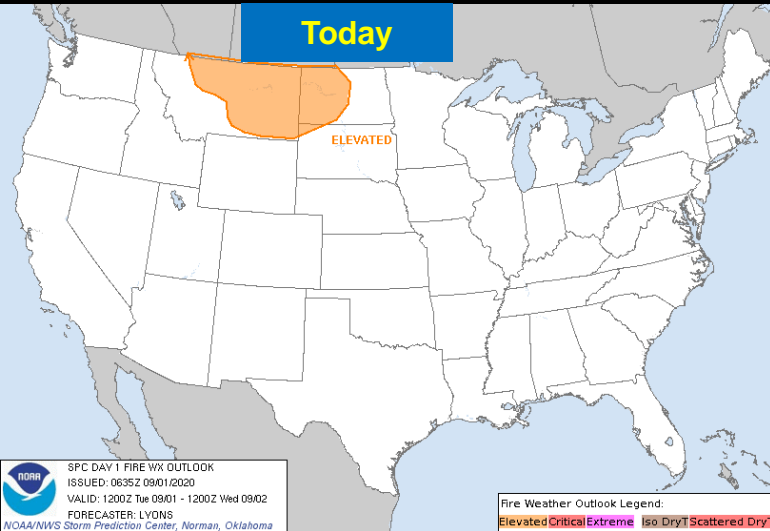 Today
ELEVATED
NOAA
SPC DAY 1 FIRE WX OUTLOOK
ISSUED: 0635Z 09/01/2020
VALID: 1200Z Tue 09/01 - 1200Z Wed 09/02
FORECASTER: LYONS
NOAA/NWS Storm Prediction Center, Norman, Oklahoma
Fire Weather Outlook Legend:
Elevated Critical Extreme Iso DryT Scattered DryT